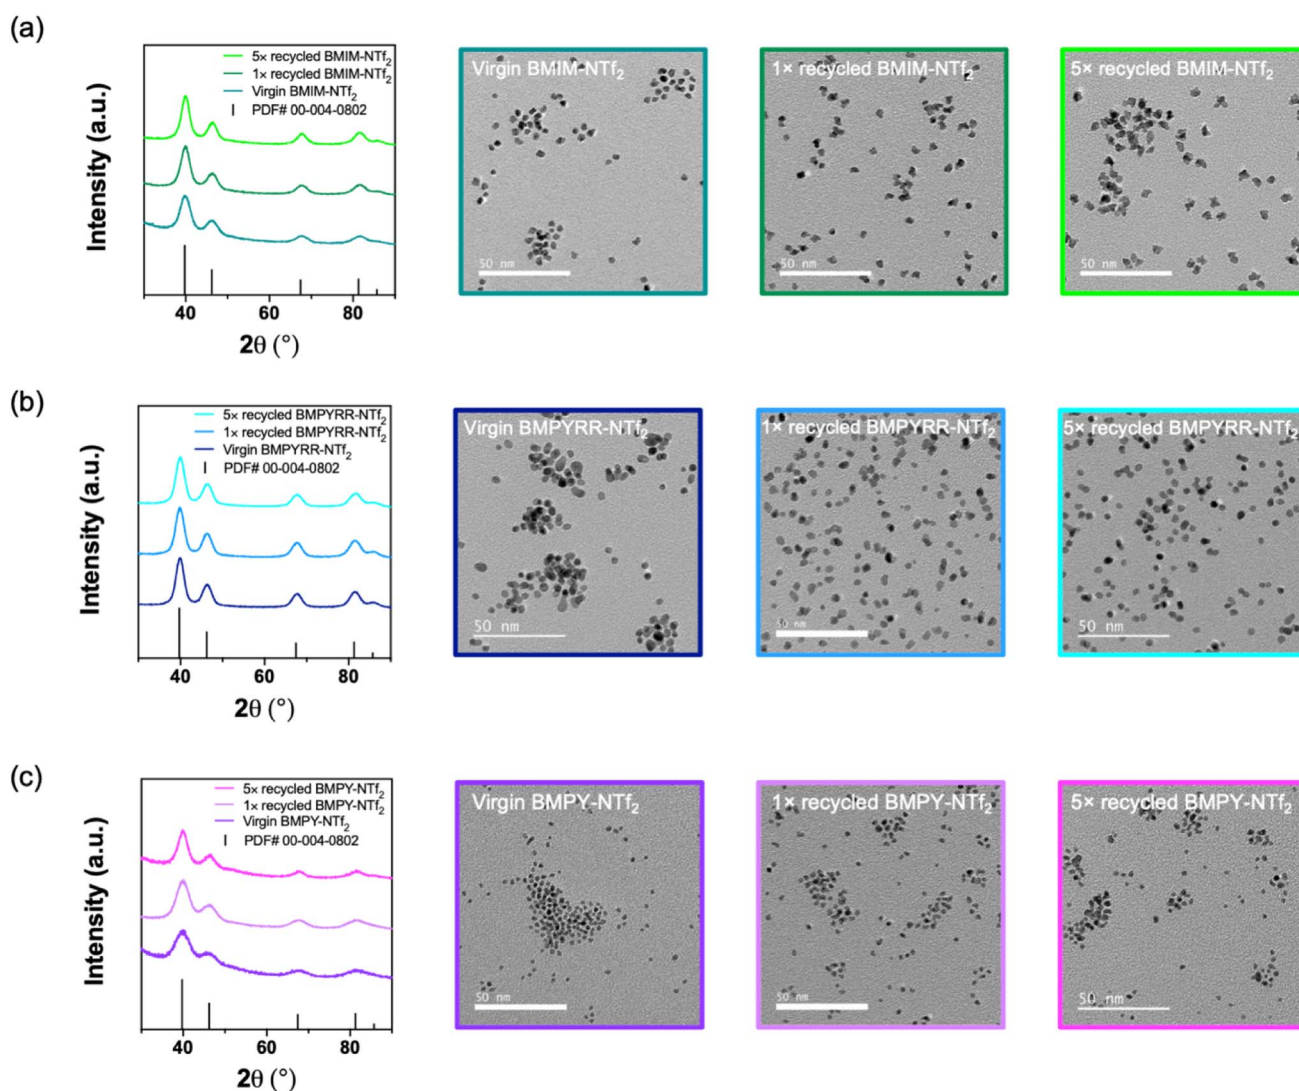 (a)
Intensity (a.u.)
5× recycled BMIM-NTf₂
1× recycled BMIM-NTf₂
Virgin BMIM-NTf₂
PDF# 00-004-0802
40 60 80
2θ (°)
Virgin BMIM-NTf₂
50 nm
1× recycled BMIM-NTf₂
50 nm
5× recycled BMIM-NTf₂
50 nm
(b)
Intensity (a.u.)
5× recycled BMPYRR-NTf₂
1× recycled BMPYRR-NTf₂
Virgin BMPYRR-NTf₂
PDF# 00-004-0802
40 60 80
2θ (°)
Virgin BMPYRR-NTf₂
50 nm
1× recycled BMPYRR-NTf₂
50 nm
5× recycled BMPYRR-NTf₂
50 nm
(c)
Intensity (a.u.)
5× recycled BMPY-NTf₂
1× recycled BMPY-NTf₂
Virgin BMPY-NTf₂
PDF# 00-004-0802
40 60 80
2θ (°)
Virgin BMPY-NTf₂
50 nm
1× recycled BMPY-NTf₂
50 nm
5× recycled BMPY-NTf₂
50 nm